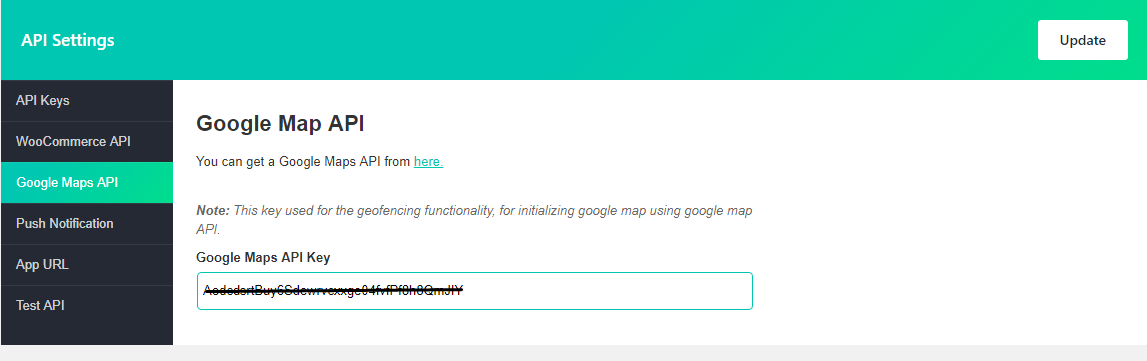 API Settings
Update
API Keys
WooCommerce API
Google Maps API
Push Notification
App URL
Test API
Google Map API
You can get a Google Maps API from here.
Note: This key used for the geofencing functionality, for initializing google map using google map
API.
Google Maps API Key